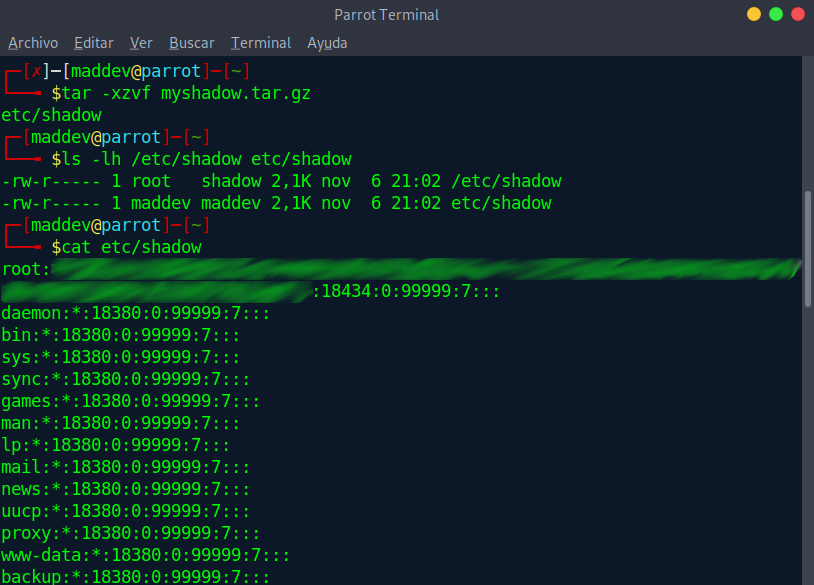 Parrot Terminal
Archivo Editar Ver Buscar Terminal Ayuda
┌─[✗]─[maddev@parrot]─[~]
└──╼ $tar -xzvf myshadow.tar.gz
etc/shadow
┌─[maddev@parrot]─[~]
└──╼ $ls -lh /etc/shadow etc/shadow
-rw-r----- 1 root   shadow 2,1K nov  6 21:02 /etc/shadow
-rw-r----- 1 maddev maddev 2,1K nov  6 21:02 etc/shadow
┌─[maddev@parrot]─[~]
└──╼ $cat etc/shadow
root:
:18434:0:99999:7:::
daemon:*:18380:0:99999:7:::
bin:*:18380:0:99999:7:::
sys:*:18380:0:99999:7:::
sync:*:18380:0:99999:7:::
games:*:18380:0:99999:7:::
man:*:18380:0:99999:7:::
lp:*:18380:0:99999:7:::
mail:*:18380:0:99999:7:::
news:*:18380:0:99999:7:::
uucp:*:18380:0:99999:7:::
proxy:*:18380:0:99999:7:::
www-data:*:18380:0:99999:7:::
backup:*:18380:0:99999:7:::